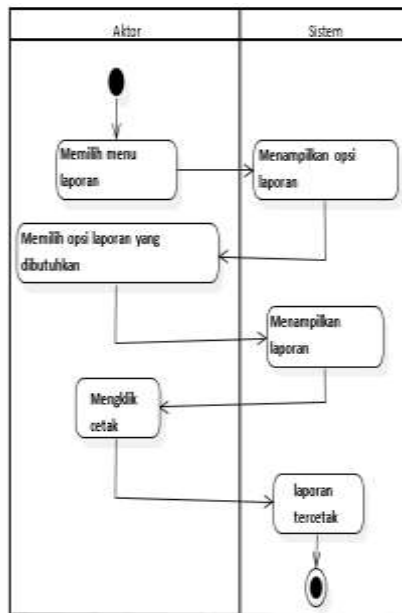 Aktor
Sistem
Memilih menu
laporan
Menampilkan opsi
laporan
Memilih opsi laporan yang
dibutuhkan
Menampilkan
laporan
Mengklik
cetak
laporan
tercetak